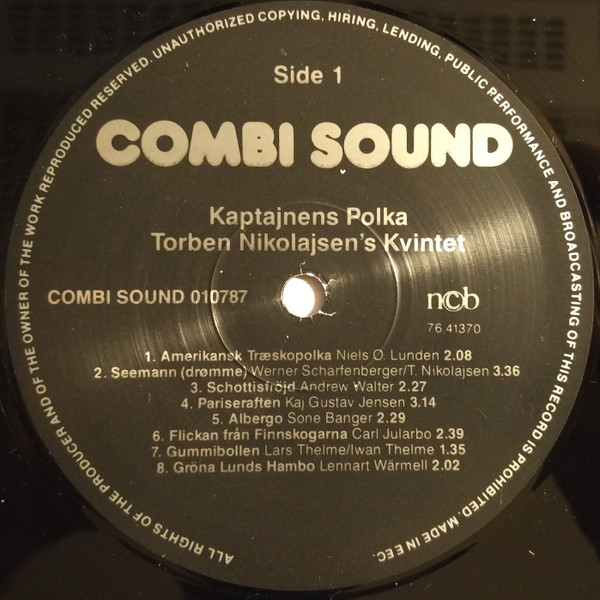 ALL RIGHTS OF THE PRODUCER AND OF THE OWNER OF THE WORK REPRODUCED RESERVED. UNAUTHORIZED COPYING, HIRING, LENDING, PUBLIC PERFORMANCE AND BROADCASTING OF THIS RECORD IS PROHIBITED. MADE IN EEC.
Side 1
COMBI SOUND
Kaptajnens Polka
Torben Nikolajsen's Kvintet
COMBI SOUND 010787
ncb
76 41370
1. Amerikansk Træskopolka Niels O. Lunden 2.08
2. Seemann (drømme) Werner Scharfenberger/T. Nikolajsen 3.36
3. Schottisfröjd Andrew Walter 2.27
4. Pariseraften Kaj Gustav Jensen 3.14
5. Albergo Sone Banger 2.29
6. Flickan från Finnskogarna Carl Jularbo 2.39
7. Gummibollen Lars Thelme/Iwan Thelme 1.35
8. Gröna Lunds Hambo Lennart Wärmell 2.02